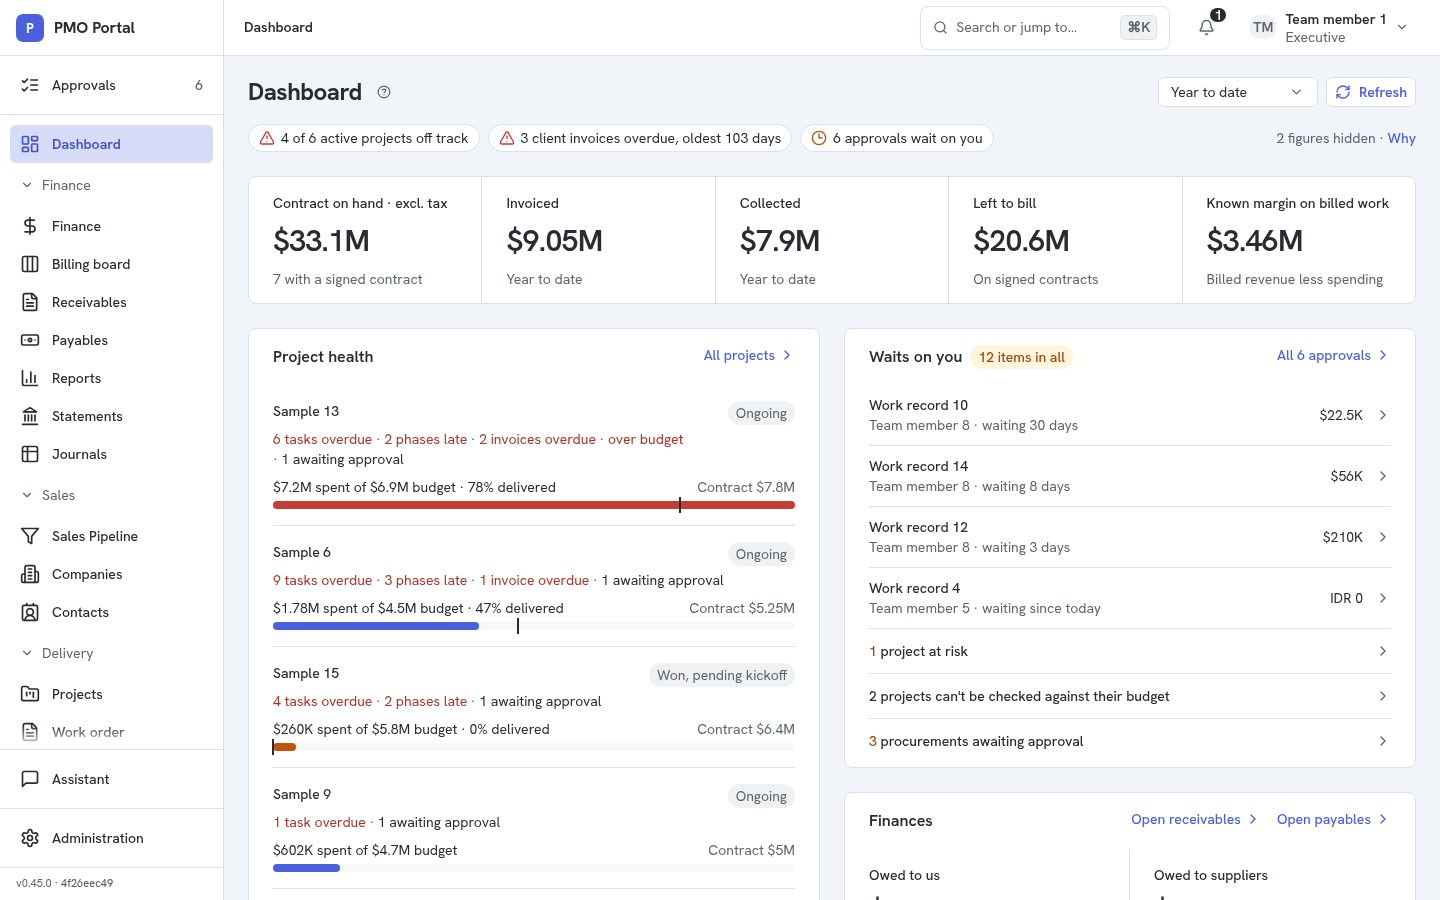 P PMO Portal
Dashboard
Search or jump to...
⌘K
1
TM
Team member 1
Executive
Approvals 6
Dashboard
Finance
Finance
Billing board
Receivables
Payables
Reports
Statements
Journals
Sales
Sales Pipeline
Companies
Contacts
Delivery
Projects
Work order
Assistant
Administration
v0.45.0 · 4f26eec49
Dashboard
Year to date
Refresh
4 of 6 active projects off track
3 client invoices overdue, oldest 103 days
6 approvals wait on you
2 figures hidden · Why
Contract on hand · excl. tax
$33.1M
7 with a signed contract
Invoiced
$9.05M
Year to date
Collected
$7.9M
Year to date
Left to bill
$20.6M
On signed contracts
Known margin on billed work
$3.46M
Billed revenue less spending
Project health
All projects
Sample 13
Ongoing
6 tasks overdue · 2 phases late · 2 invoices overdue · over budget
· 1 awaiting approval
$7.2M spent of $6.9M budget · 78% delivered
Contract $7.8M
Sample 6
Ongoing
9 tasks overdue · 3 phases late · 1 invoice overdue · 1 awaiting approval
$1.78M spent of $4.5M budget · 47% delivered
Contract $5.25M
Sample 15
Won, pending kickoff
4 tasks overdue · 2 phases late · 1 awaiting approval
$260K spent of $5.8M budget · 0% delivered
Contract $6.4M
Sample 9
Ongoing
1 task overdue · 1 awaiting approval
$602K spent of $4.7M budget
Contract $5M
Waits on you
12 items in all
All 6 approvals
Work record 10
Team member 8 · waiting 30 days
$22.5K
Work record 14
Team member 8 · waiting 8 days
$56K
Work record 12
Team member 8 · waiting 3 days
$210K
Work record 4
Team member 5 · waiting since today
IDR 0
1 project at risk
2 projects can't be checked against their budget
3 procurements awaiting approval
Finances
Open receivables
Open payables
Owed to us
Owed to suppliers